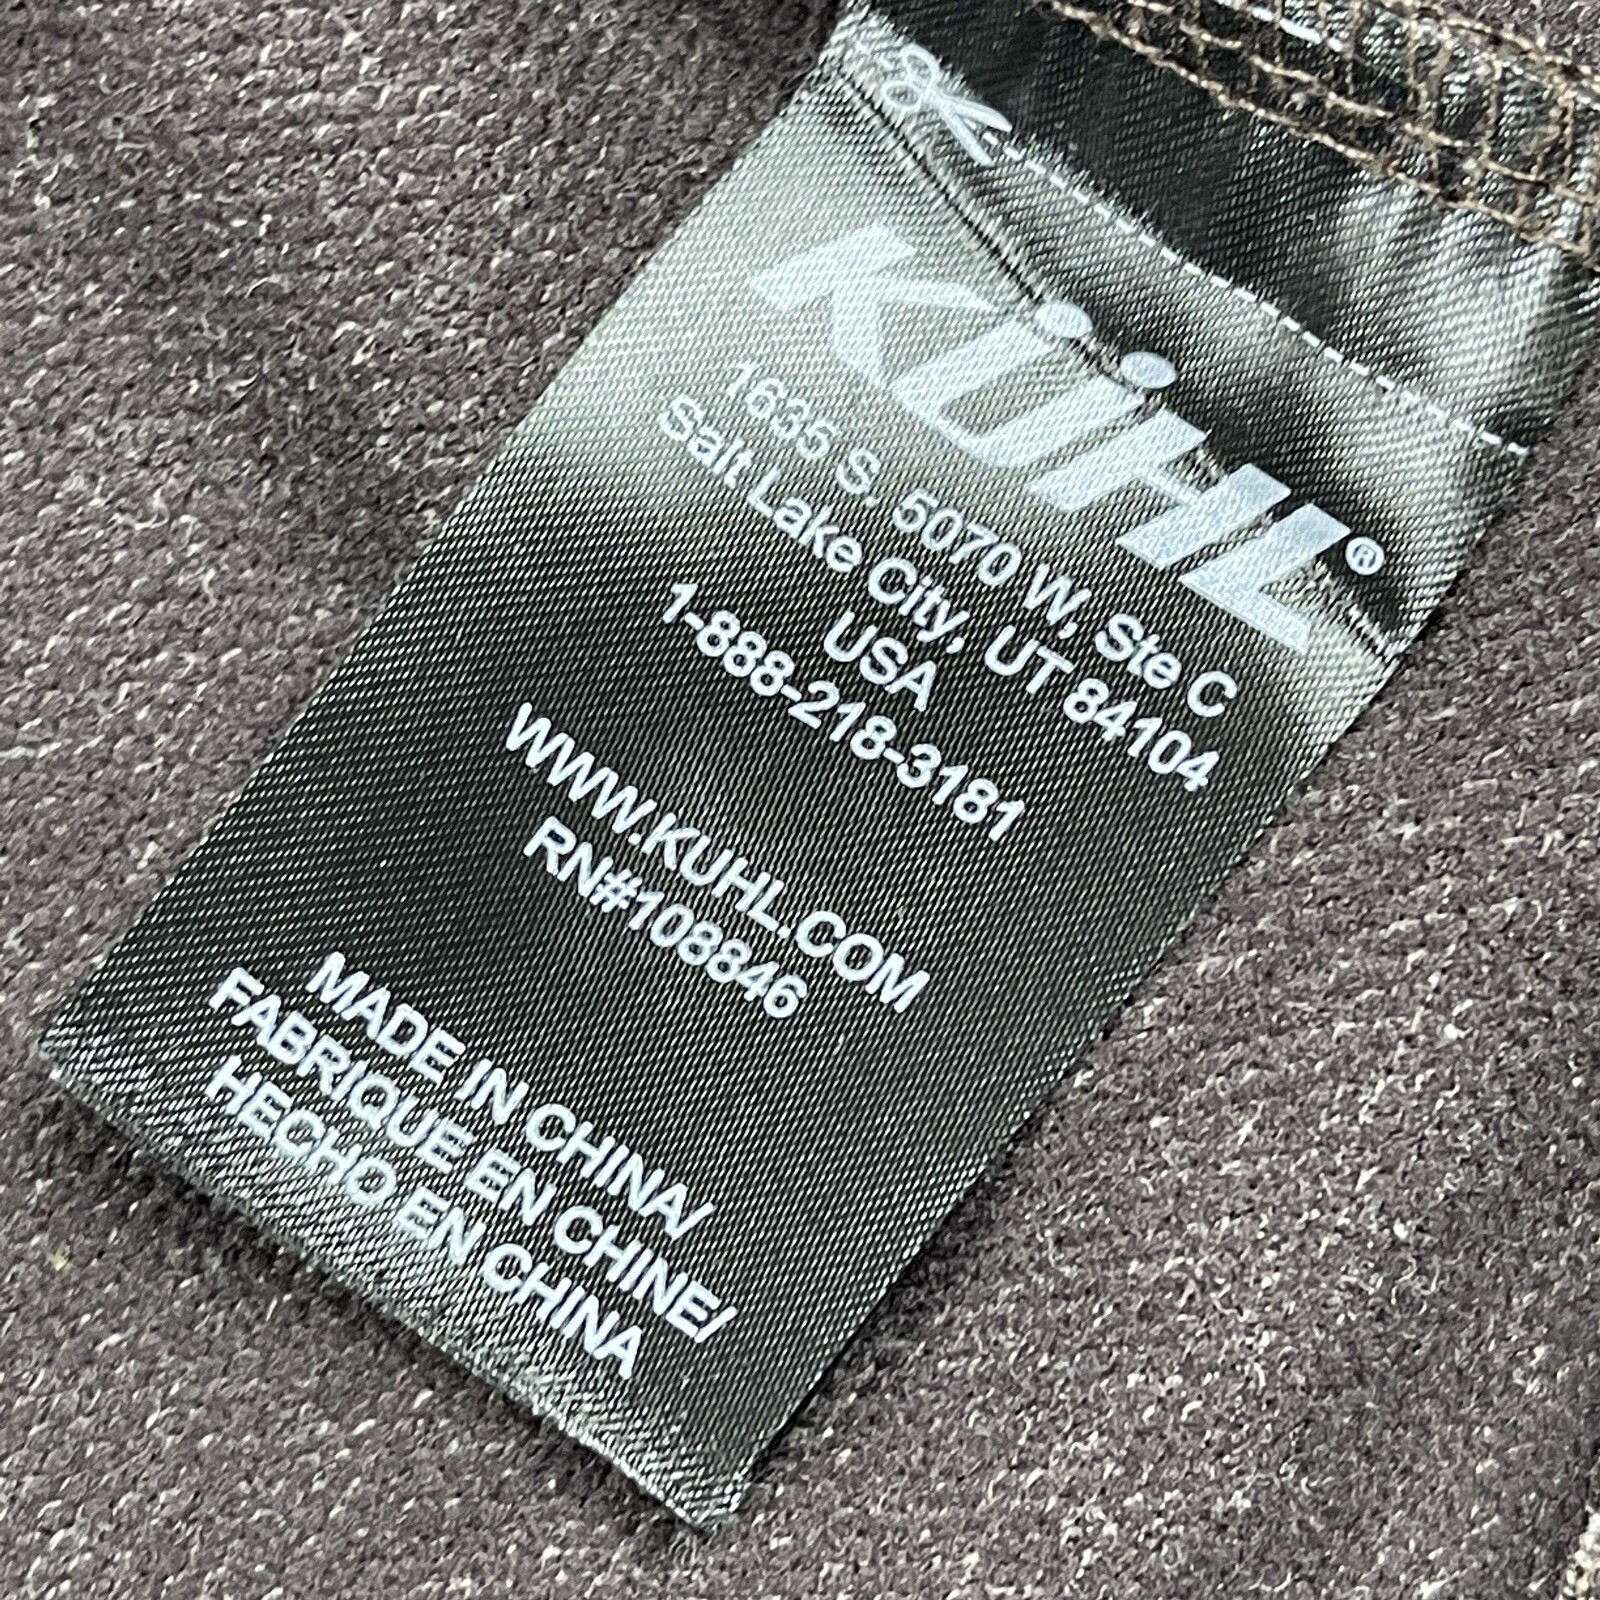 KÜHL®
1635 S. 5070 W, Ste C
Salt Lake City, UT 84104
USA
1-888-218-3181
WWW.KUHL.COM
RN#108846
MADE IN CHINA/
FABRIQUE EN CHINE/
HECHO EN CHINA